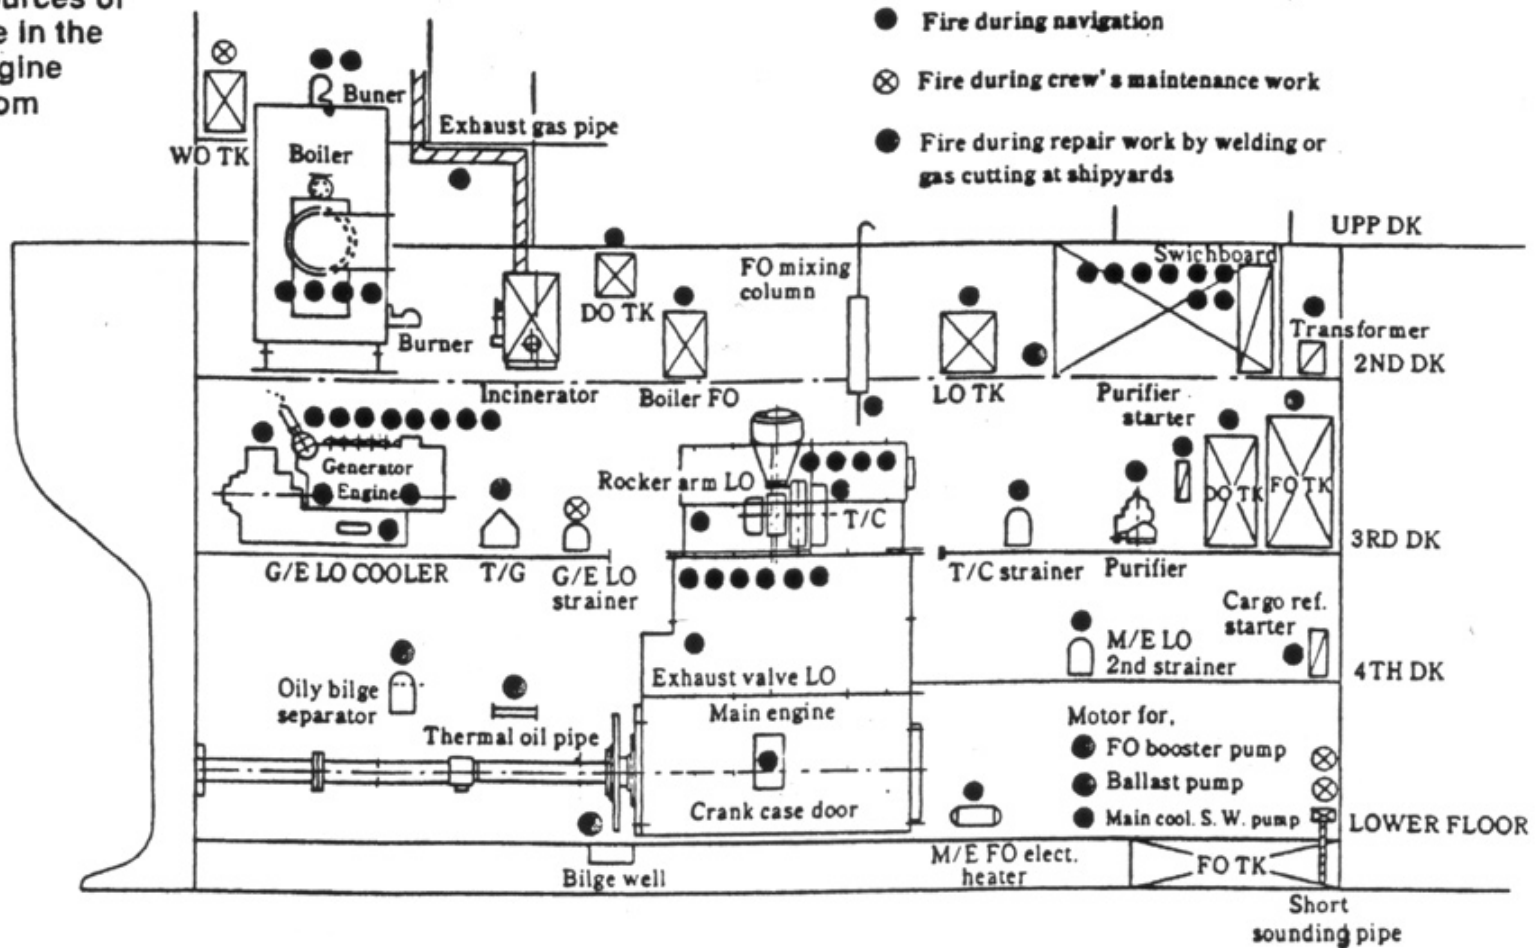 e in the
gine
om
Fire during navigation
Fire during crew's maintenance work
Fire during repair work by welding or
gas cutting at shipyards
Buner
Exhaust gas pipe
WO TK
Boiler
UPP DK
Swichboard
FO mixing
column
DO TK
Burner
Transformer
2ND DK
Incinerator
Boiler FO
LO TK
Purifier
starter
Generator
Engine
Rocker arm LO
T/C
DO TK
FO TK
3RD DK
G/E LO COOLER
T/G
G/E LO
strainer
T/C strainer
Purifier
Cargo ref.
starter
M/E LO
2nd strainer
4TH DK
Exhaust valve LO
Oily bilge
separator
Main engine
Motor for,
Thermal oil pipe
FO booster pump
Ballast pump
Crank case door
Main cool. S. W. pump
LOWER FLOOR
M/E FO elect.
heater
FO TK
Bilge well
Short
sounding pipe